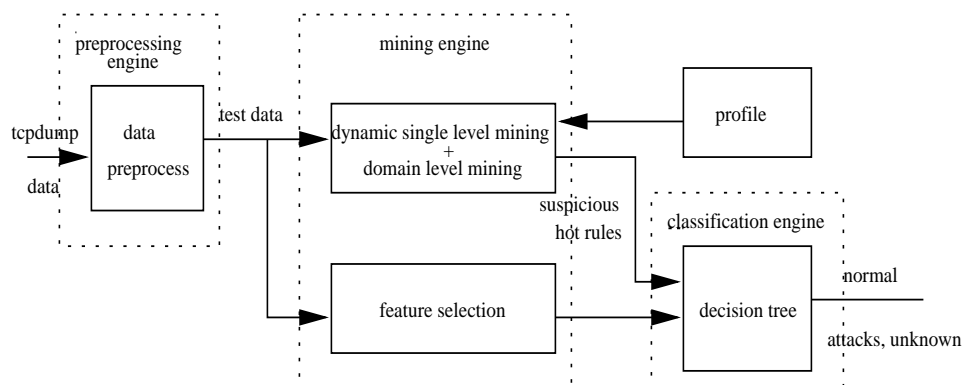 preprocessing
engine
mining engine
tcpdump
data
data
preprocess
test data
dynamic single level mining
+
domain level mining
profile
suspicious
hot rules
classification engine
feature selection
decision tree
normal
attacks, unknown